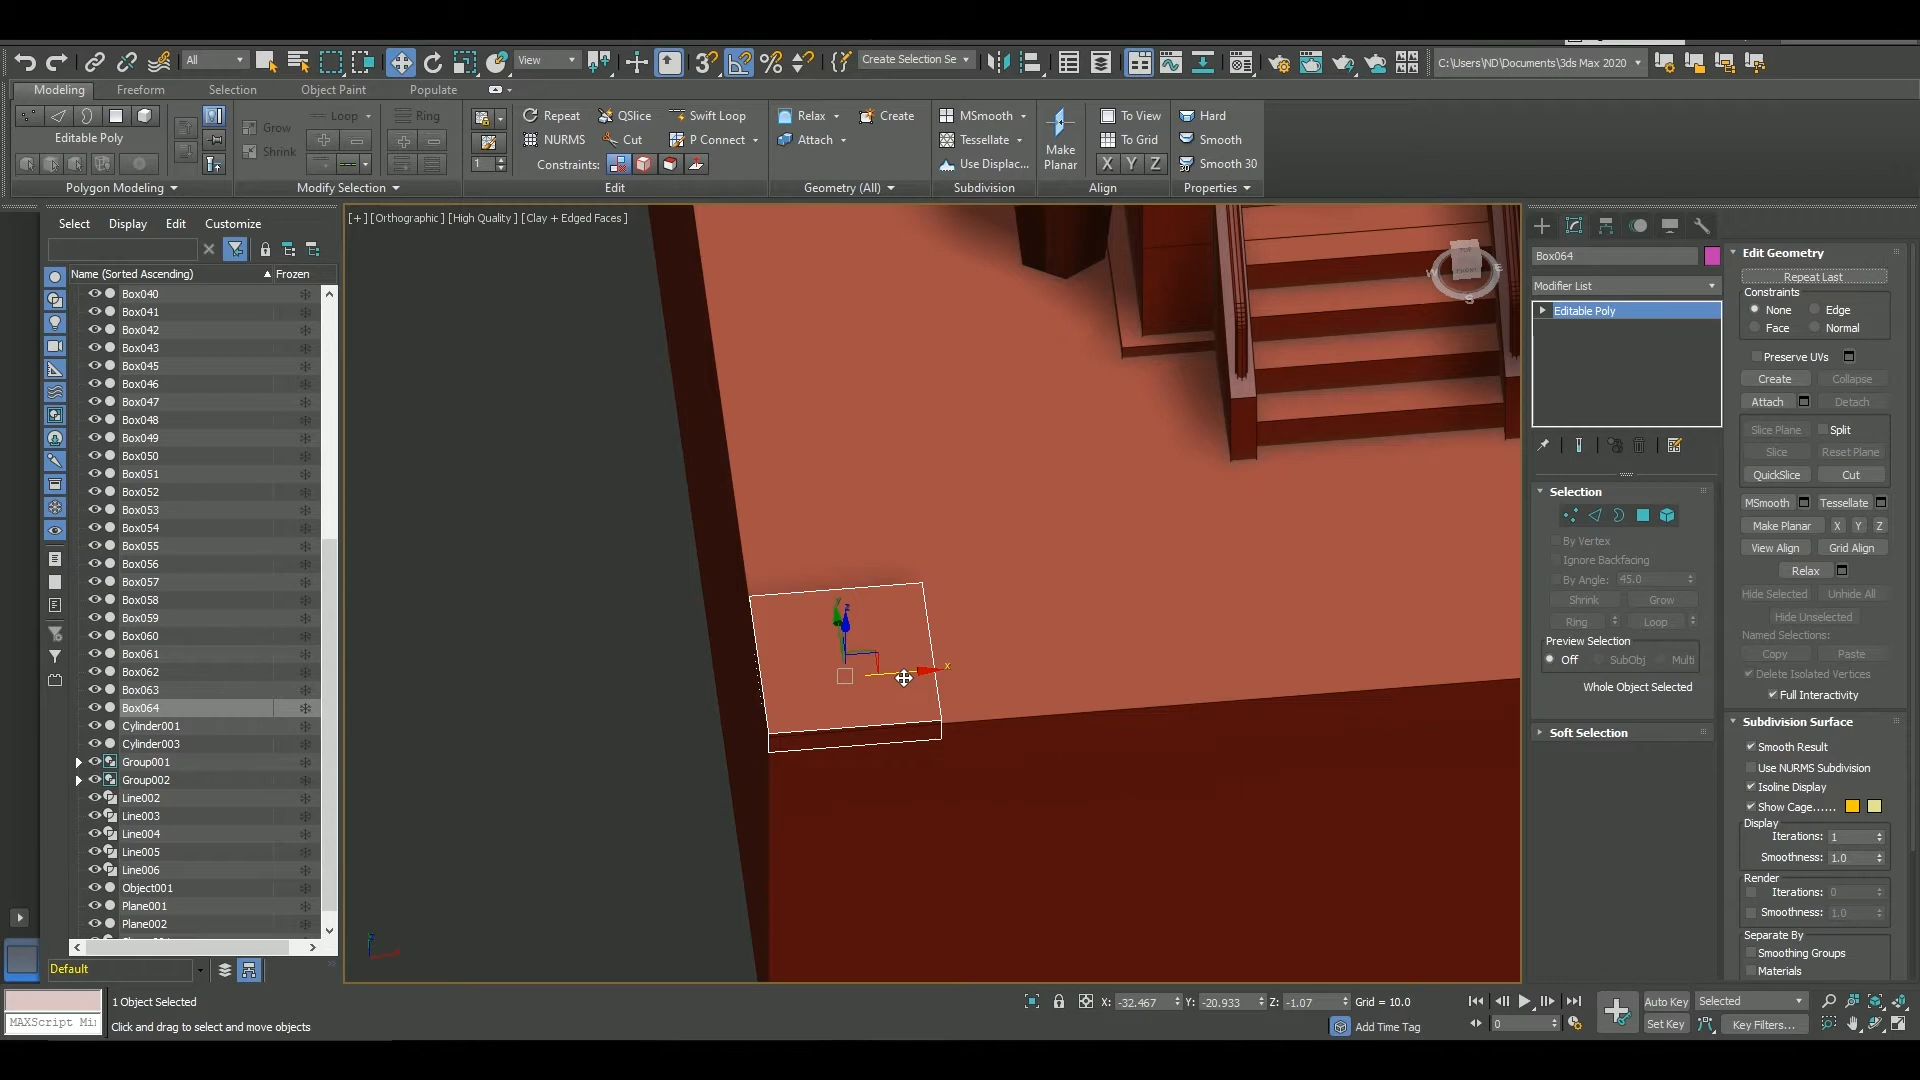 All
View
3
Create Selection Se
C:\Users\ND\Documents\3ds Max 2020
Modeling
Freeform
Selection
Object Paint
Populate
Loop
Ring
Repeat
QSlice
Swift Loop
Relax
Create
MSmooth
To View
Hard
Editable Poly
Grow
NURMS
Cut
P Connect
Attach
Tessellate
Make
Planar
To Grid
Smooth
Shrink
1
Constraints:
Use Displac...
X Y Z
Smooth 30
Polygon Modeling
Modify Selection
Edit
Geometry (All)
Subdivision
Align
Properties
Select
Display
Edit
Customize
Name (Sorted Ascending)
Frozen
Box040
Box041
Box042
Box043
Box045
Box046
Box047
Box048
Box049
Box050
Box051
Box052
Box053
Box054
Box055
Box056
Box057
Box058
Box059
Box060
Box061
Box062
Box063
Box064
Cylinder001
Cylinder003
Group001
Group002
Line002
Line003
Line004
Line005
Line006
Object001
Plane001
Plane002
Default
[+] [Orthographic ] [High Quality ] [Clay + Edged Faces ]
W
E
S
z
x
Box064
Modifier List
Editable Poly
Selection
By Vertex
Ignore Backfacing
By Angle: 45.0
Shrink
Grow
Ring
Loop
Preview Selection
Off
SubObj
Multi
Whole Object Selected
Soft Selection
Edit Geometry
Repeat Last
Constraints
None
Edge
Face
Normal
Preserve UVs
Create
Collapse
Attach
Detach
Slice Plane
Split
Slice
Reset Plane
QuickSlice
Cut
MSmooth
Tessellate
Make Planar
X Y Z
View Align
Grid Align
Relax
Hide Selected
Unhide All
Hide Unselected
Named Selections:
Copy
Paste
Delete Isolated Vertices
Full Interactivity
Subdivision Surface
Smooth Result
Use NURMS Subdivision
Isoline Display
Show Cage......
Display
Iterations: 1
Smoothness: 1.0
Render
Iterations: 0
Smoothness: 1.0
Separate By
Smoothing Groups
Materials
1 Object Selected
MAXScript Mi
Click and drag to select and move objects
X: -32.467
Y: -20.933
Z: -1.07
Grid = 10.0
Add Time Tag
0
Auto Key
Selected
Set Key
Key Filters...